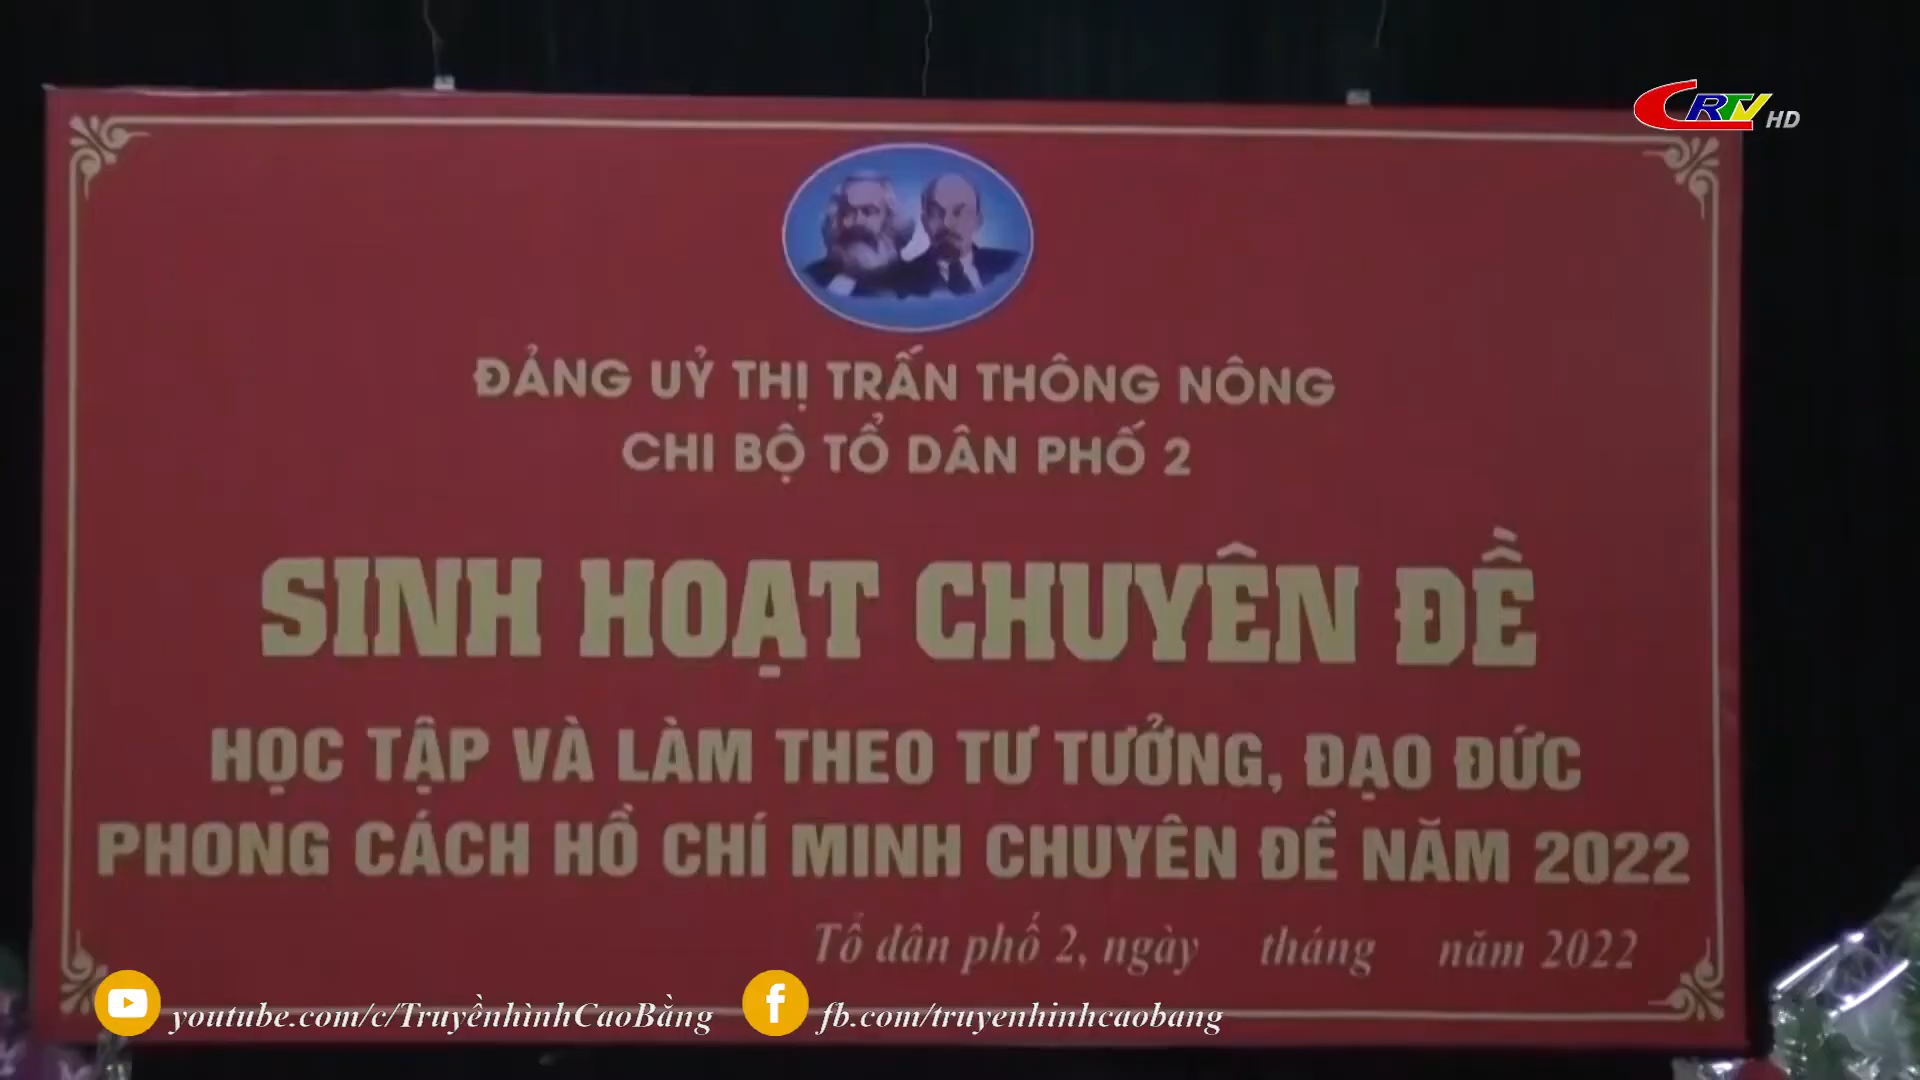 CRTV HD
ĐẢNG UỶ THỊ TRẤN THÔNG NÔNG
CHI BỘ TỔ DÂN PHỐ 2
SINH HOẠT CHUYÊN ĐỀ
HỌC TẬP VÀ LÀM THEO TƯ TƯỞNG, ĐẠO ĐỨC
PHONG CÁCH HỒ CHÍ MINH CHUYÊN ĐỀ NĂM 2022
Tổ dân phố 2, ngày tháng năm 2022
youtube.com/c/TruyềnhìnhCaoBằng
fb.com/truyenhinhcaobang